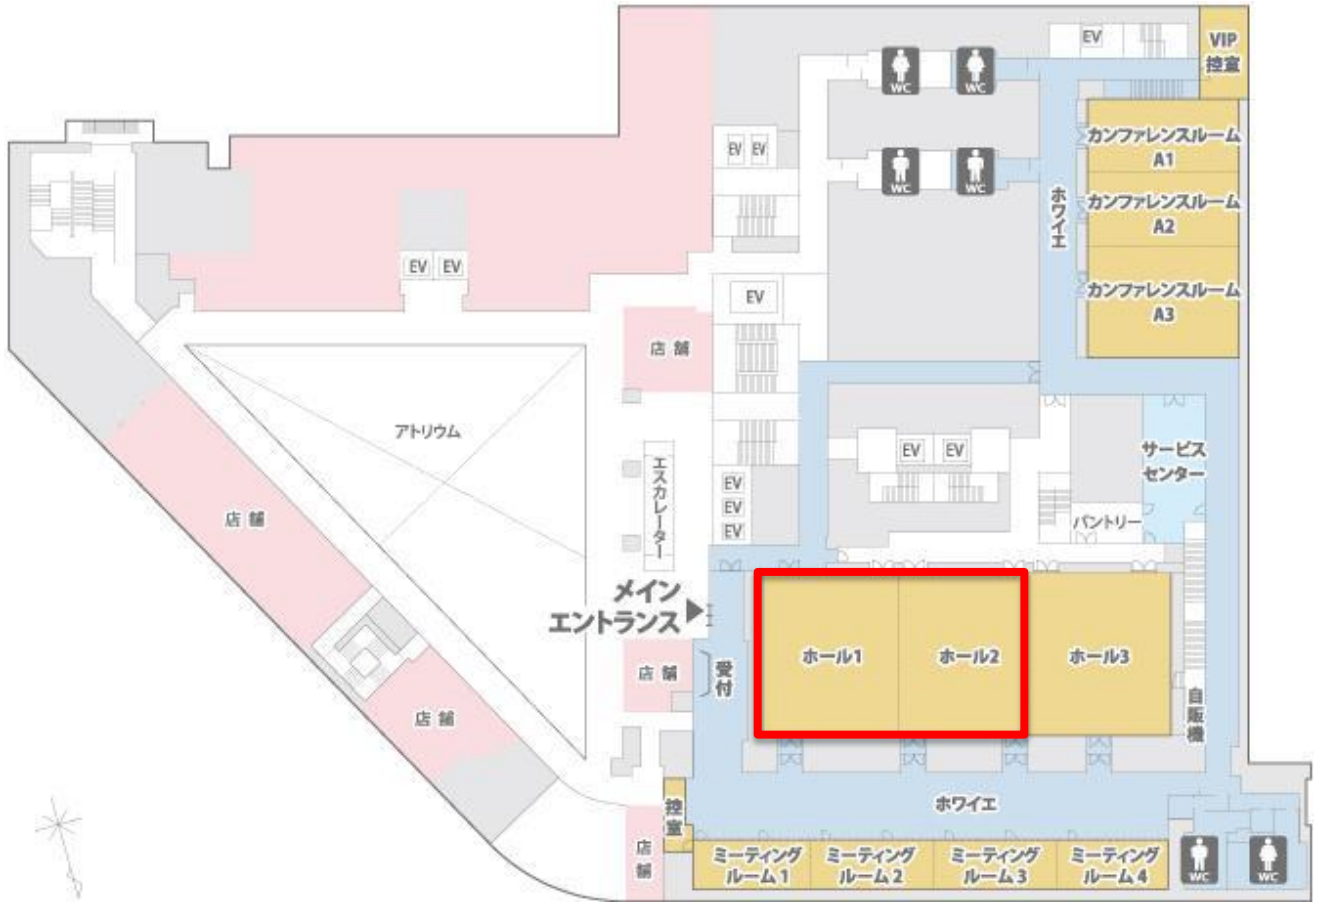 EV
VIP
控室
WC
WC
カンファレンスルーム
A1
EV EV
WC
WC
ホワイエ
カンファレンスルーム
A2
EV EV
カンファレンスルーム
A3
EV
店舗
アトリウム
エスカレーター
EV EV
サービス
センター
EV
EV
EV
店舗
パントリー
メイン
エントランス
受付
ホール1
ホール2
ホール3
店舗
店舗
自販機
控室
ホワイエ
店舗
ミーティング
ルーム1
ミーティング
ルーム2
ミーティング
ルーム3
ミーティング
ルーム4
WC
WC